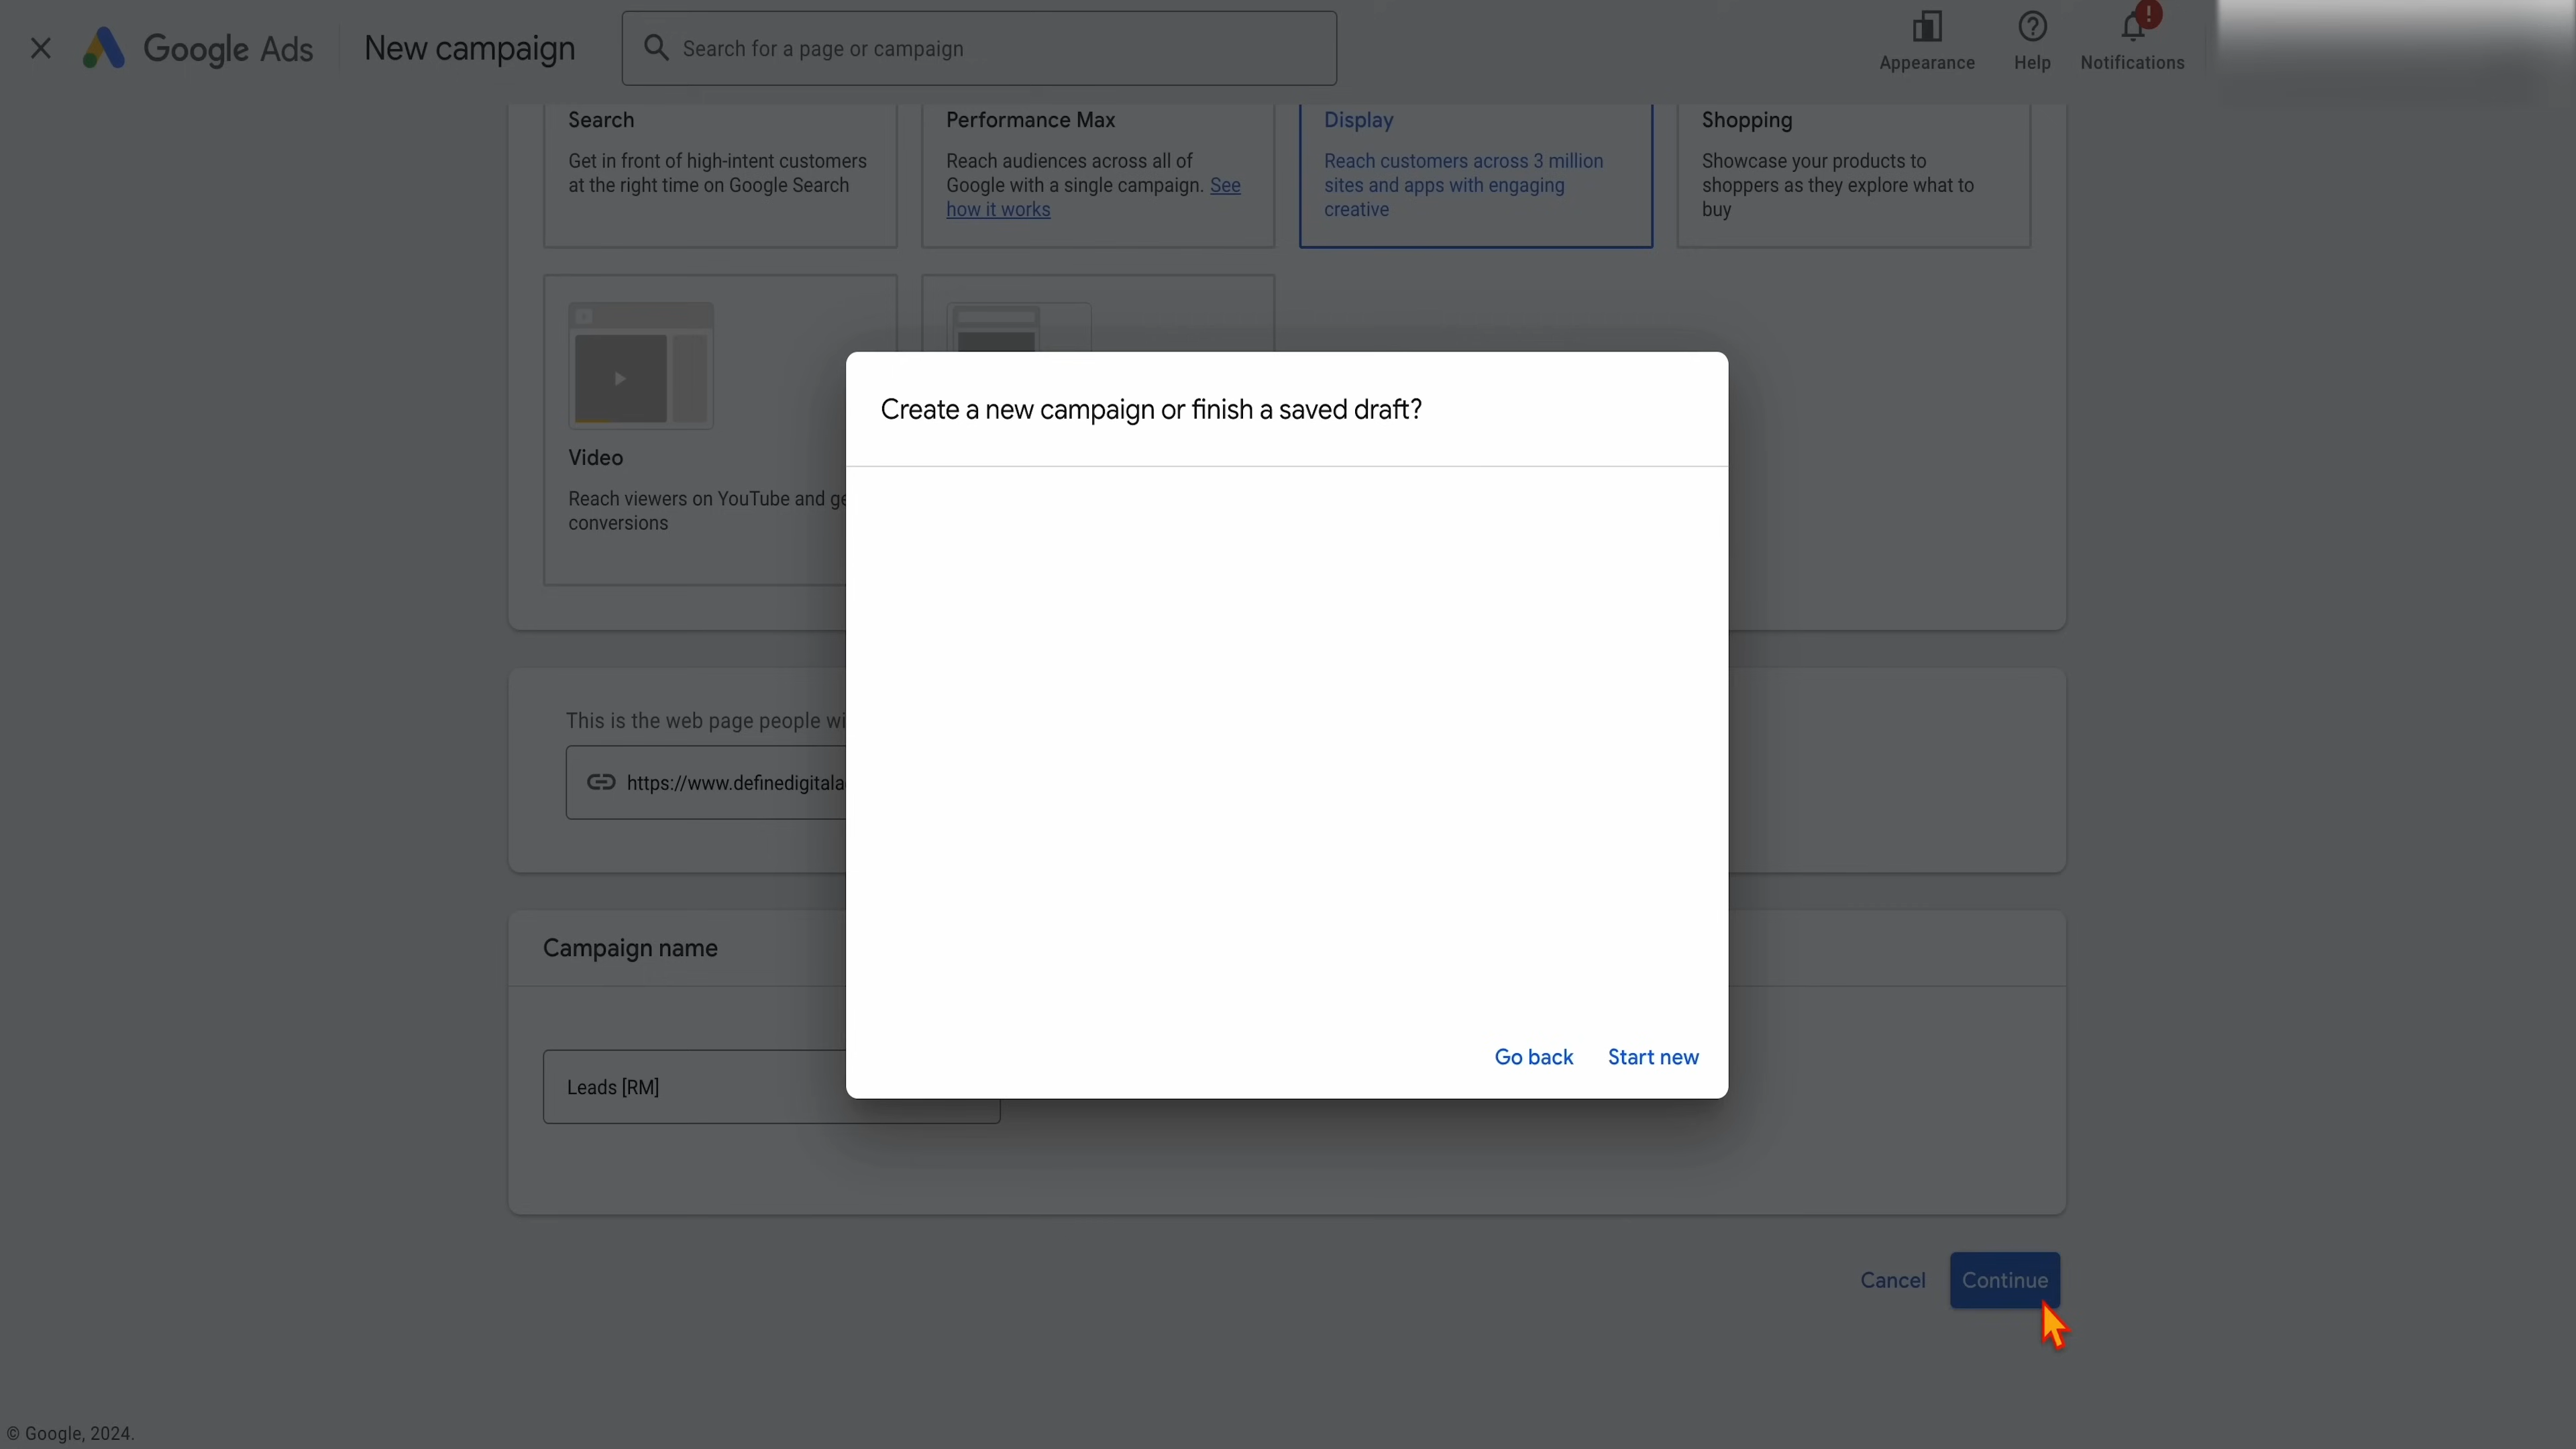 Google Ads
New campaign
Search for a page or campaign
Appearance
Help
!
Notifications
Search
Get in front of high-intent customers
at the right time on Google Search
Performance Max
Reach audiences across all of
Google with a single campaign. See
how it works
Display
Reach customers across 3 million
sites and apps with engaging
creative
Shopping
Showcase your products to
shoppers as they explore what to
buy
Video
Reach viewers on YouTube and ge
conversions
Create a new campaign or finish a saved draft?
Go back
Start new
This is the web page people wi
https://www.definedigitala
Campaign name
Leads [RM]
Cancel
Continue
© Google, 2024.